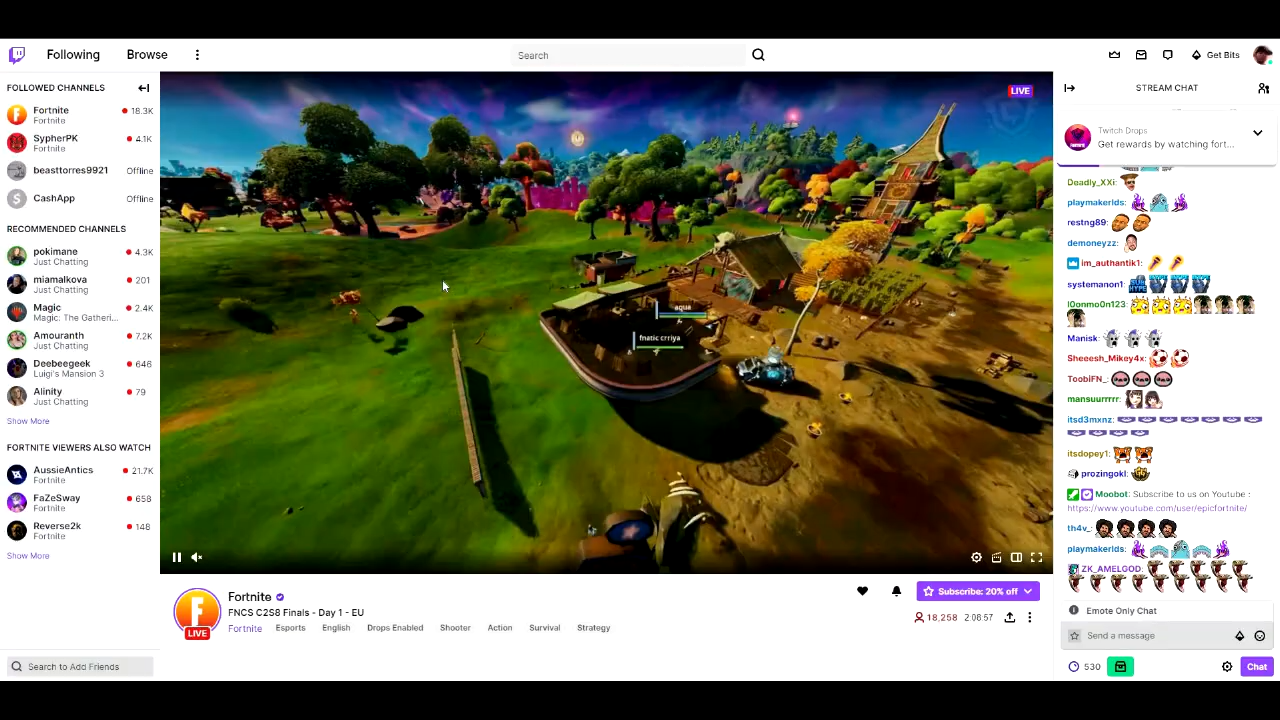 Following
Browse
Search
Get Bits
FOLLOWED CHANNELS
Fortnite
18.3K
Fortnite
SypherPK
4.1K
Fortnite
beasttorres9921
Offline
CashApp
Offline
RECOMMENDED CHANNELS
pokimane
4.3K
Just Chatting
miamalkova
201
Just Chatting
Magic
2.4K
Magic: The Gatheri...
Amouranth
7.2K
Just Chatting
Deebeegeek
646
Luigi's Mansion 3
Alinity
79
Just Chatting
Show More
FORTNITE VIEWERS ALSO WATCH
AussieAntics
21.7K
Fortnite
FaZeSway
658
Fortnite
Reverse2k
148
Fortnite
Show More
Search to Add Friends
LIVE
aqua
fnatic crriya
LIVE
Fortnite
FNCS C2S8 Finals - Day 1 - EU
Fortnite Esports English Drops Enabled Shooter Action Survival Strategy
Subscribe: 20% off
18,258 2:08:57
STREAM CHAT
Twitch Drops
Get rewards by watching fort...
Deadly_XXi:
playmakerlds:
restng89:
demoneyzz:
im_authantik1:
systemanon1:
l0onmo0n123:
Manisk:
Sheeesh_Mikey4x:
ToobiFN_:
mansuurrrrr:
itsd3mxnz:
itsdopey1:
prozingokl:
Moobot: Subscribe to us on Youtube :
https://www.youtube.com/user/epicfortnite/
th4v_:
playmakerlds:
ZK_AMELGOD:
Emote Only Chat
Send a message
530
Chat